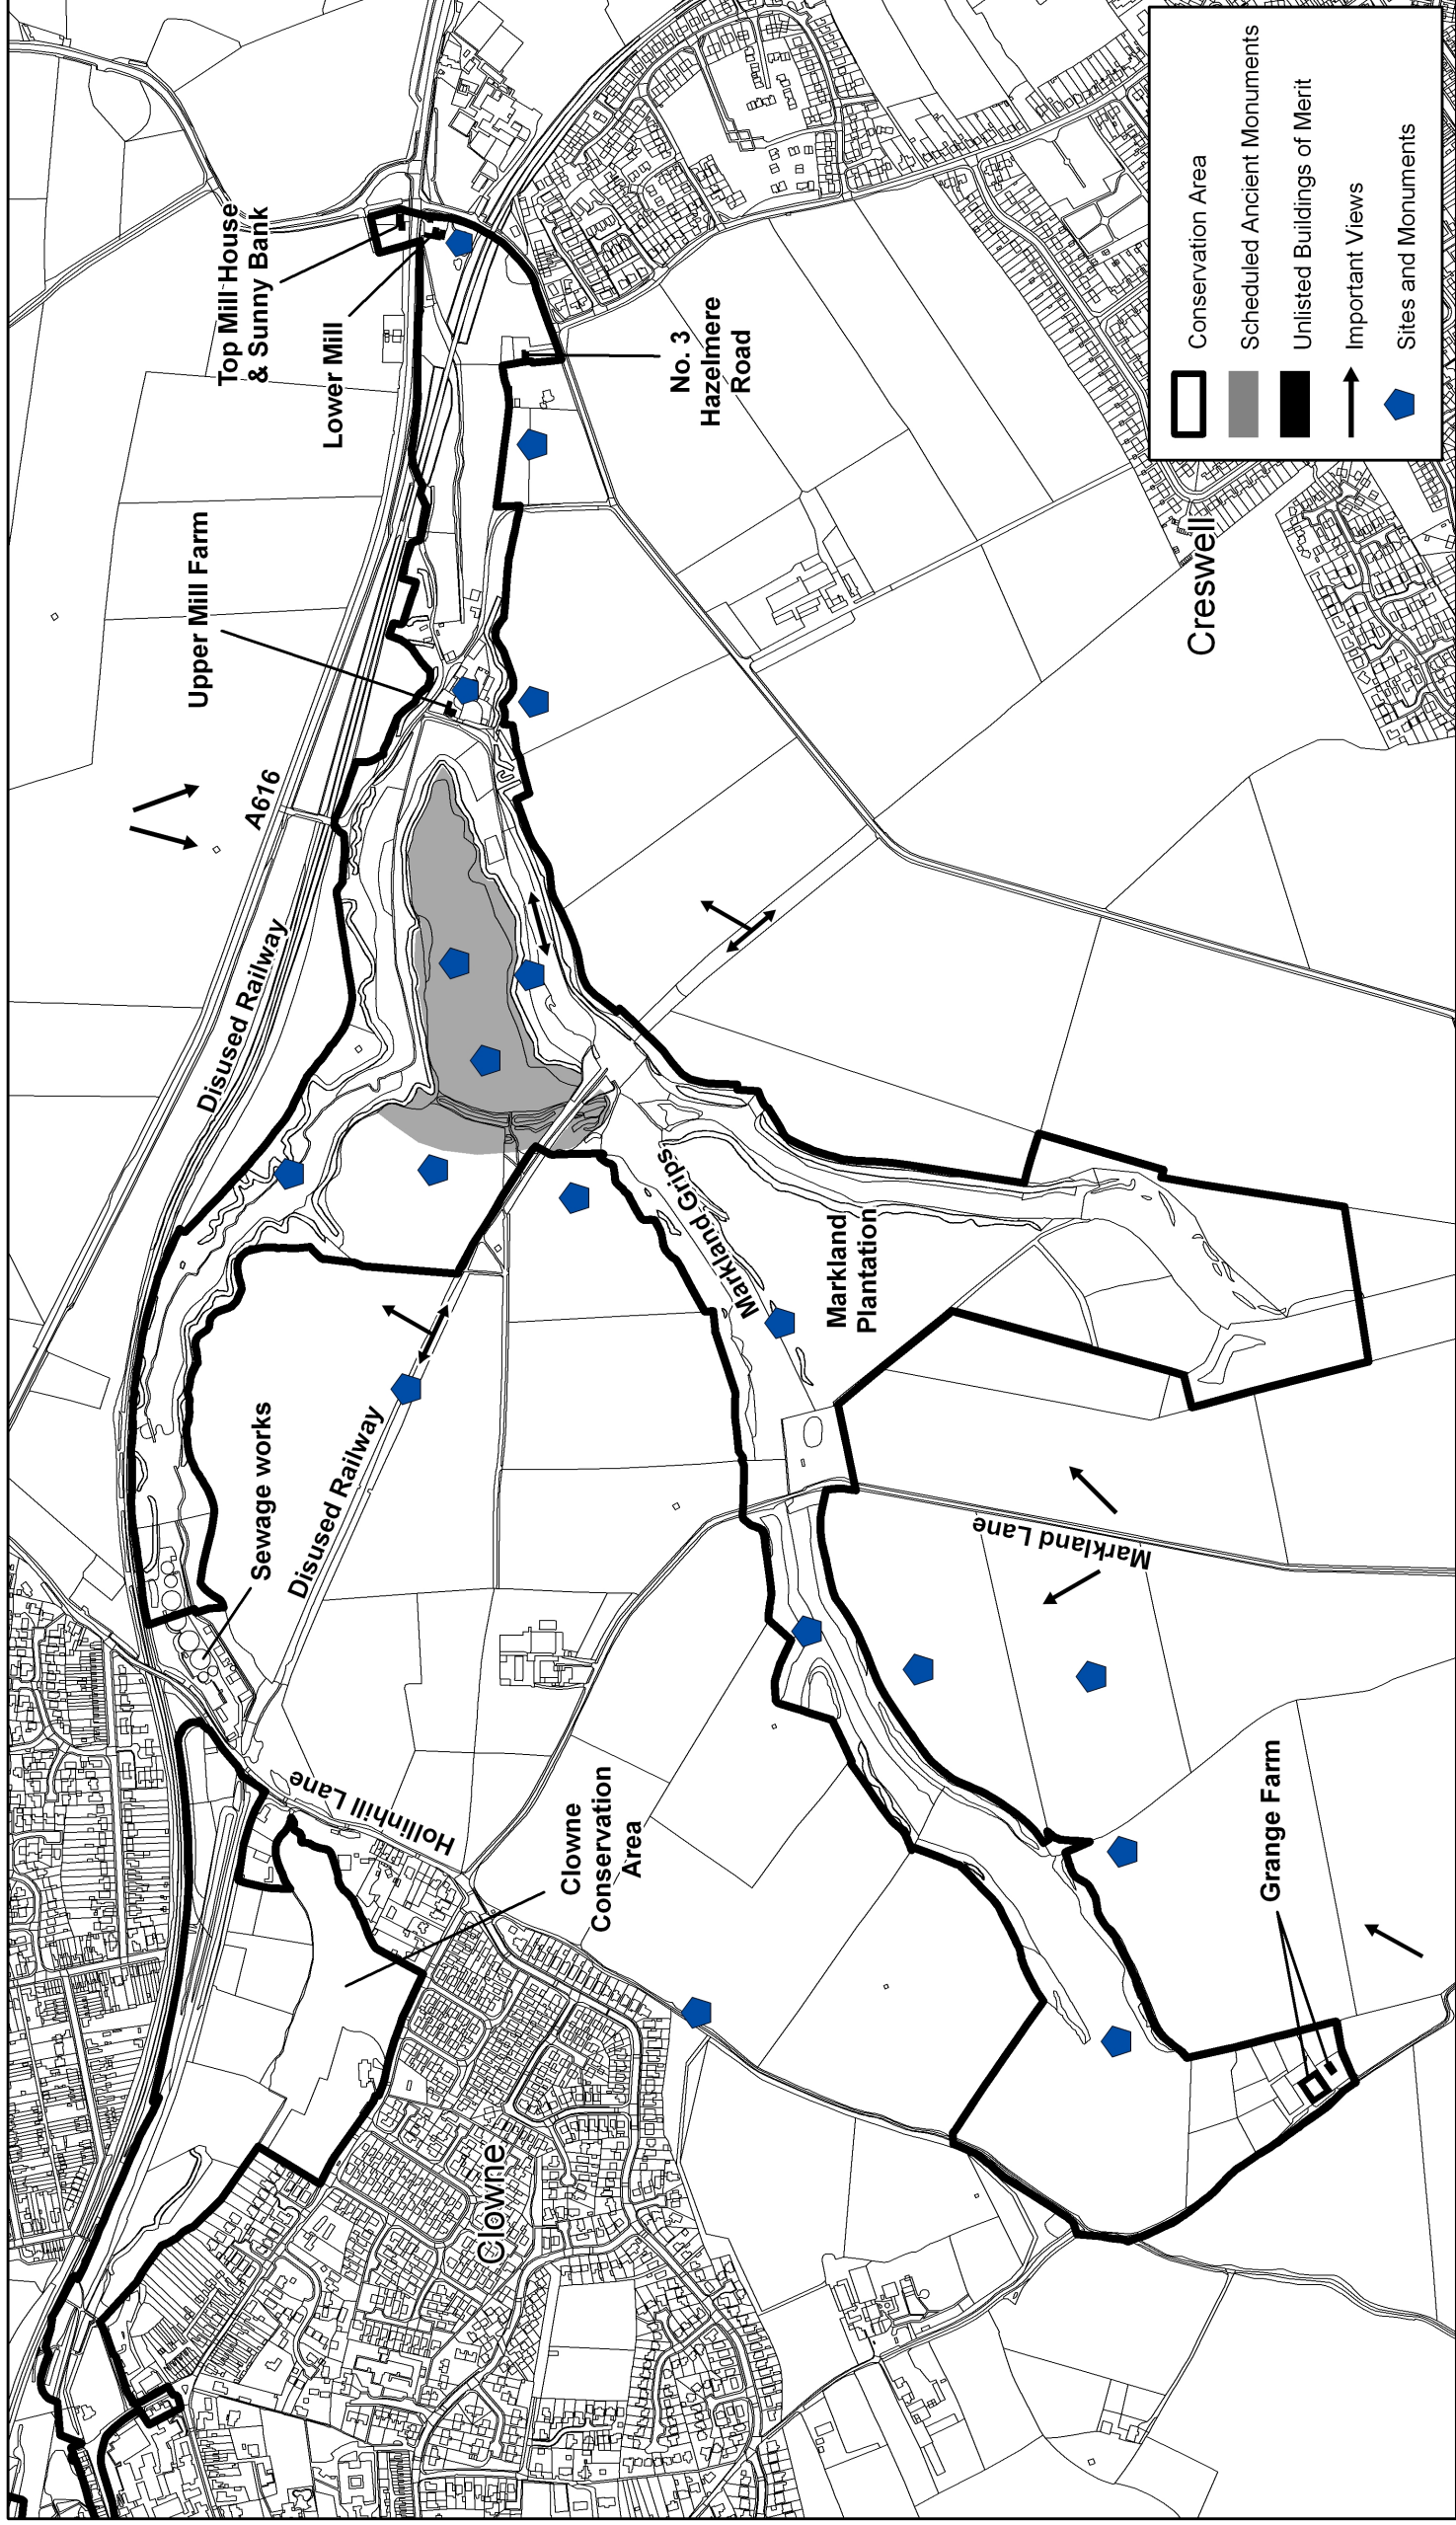 Top Mill House
& Sunny Bank
Lower Mill
No. 3
Hazelmere
Road
Upper Mill Farm
A616
Disused Railway
Creswell
Markland Grips
Markland
Plantation
Sewage works
Disused Railway
Markland Lane
Hollinhill Lane
Clowne
Conservation
Area
Grange Farm
Clowne
Conservation Area
Scheduled Ancient Monuments
Unlisted Buildings of Merit
Important Views
Sites and Monuments